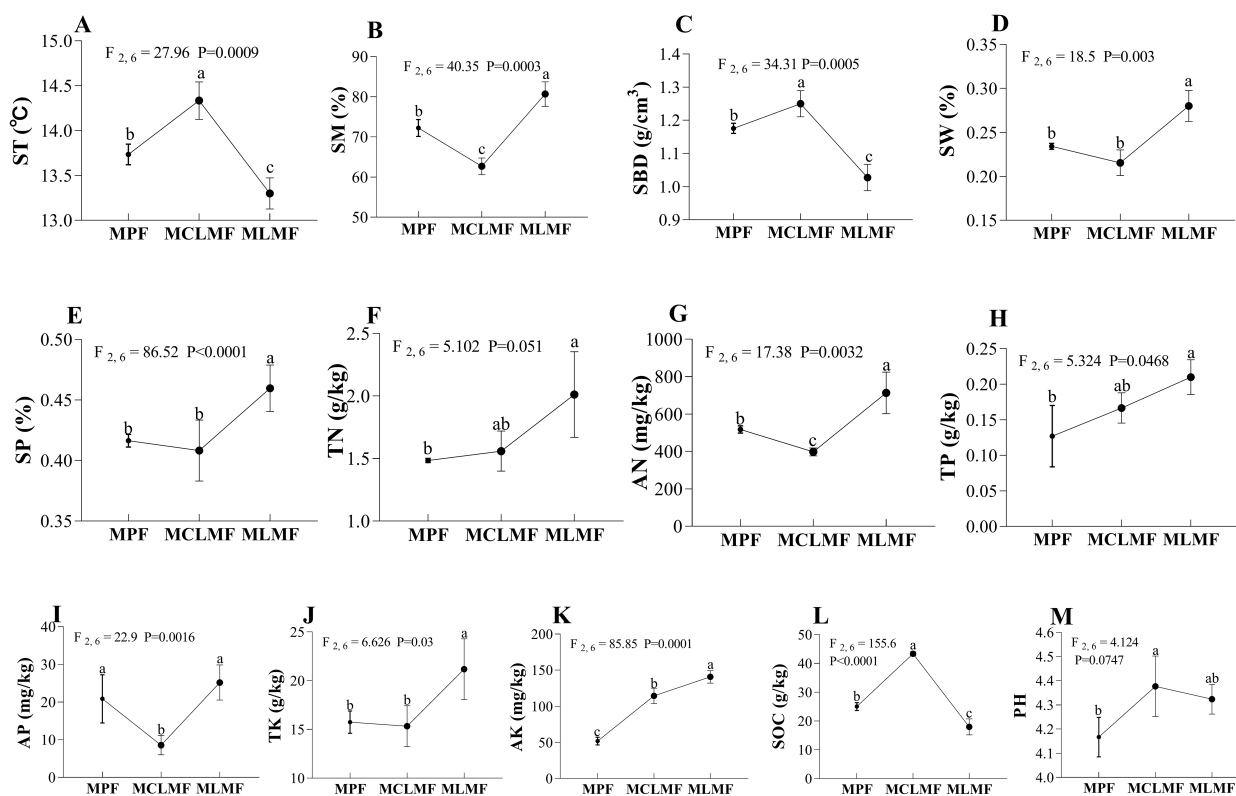 A
ST (℃)
15.0
14.5
14.0
13.5
13.0
F 2, 6 = 27.96 P=0.0009
b
a
c
MPF MCLMF MLMF
B
SM (%)
90
80
70
60
50
F 2, 6 = 40.35 P=0.0003
b
c
a
MPF MCLMF MLMF
C
SBD (g/cm3)
1.4
1.3
1.2
1.1
1.0
0.9
F 2, 6 = 34.31 P=0.0005
b
a
c
MPF MCLMF MLMF
D
SW (%)
0.35
0.30
0.25
0.20
0.15
F 2, 6 = 18.5 P=0.003
b
b
a
MPF MCLMF MLMF
E
SP (%)
0.50
0.45
0.40
0.35
F 2, 6 = 86.52 P<0.0001
b
b
a
MPF MCLMF MLMF
F
TN (g/kg)
2.5
2.0
1.5
1.0
F 2, 6 = 5.102 P=0.051
b
ab
a
MPF MCLMF MLMF
G
AN (mg/kg)
1000
800
600
400
200
0
F 2, 6 = 17.38 P=0.0032
b
c
a
MPF MCLMF MLMF
H
TP (g/kg)
0.25
0.20
0.15
0.10
0.05
0.00
F 2, 6 = 5.324 P=0.0468
b
ab
a
MPF MCLMF MLMF
I
AP (mg/kg)
40
30
20
10
0
F 2, 6 = 22.9 P=0.0016
a
b
a
MPF MCLMF MLMF
J
TK (g/kg)
25
20
15
10
F 2, 6 = 6.626 P=0.03
b
b
a
MPF MCLMF MLMF
K
AK (mg/kg)
200
150
100
50
0
F 2, 6 = 85.85 P=0.0001
c
b
a
MPF MCLMF MLMF
L
SOC (g/kg)
50
40
30
20
10
0
F 2, 6 = 155.6
P<0.0001
b
a
c
MPF MCLMF MLMF
M
PH
4.6
4.5
4.4
4.3
4.2
4.1
4.0
F 2, 6 = 4.124
P=0.0747
b
a
ab
MPF MCLMF MLMF